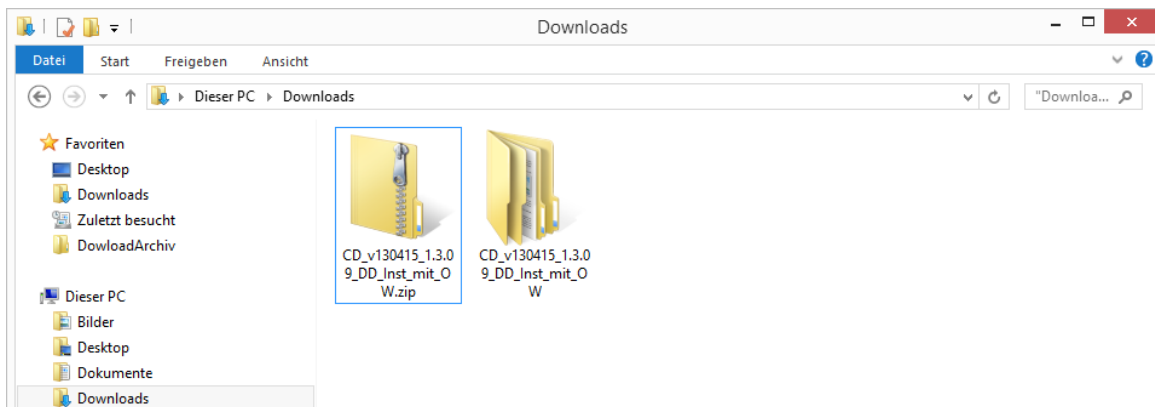 Downloads
Datei Start Freigeben Ansicht
Dieser PC Downloads "Downloa...
Favoriten
Desktop
Downloads
Zuletzt besucht
DowloadArchiv
Dieser PC
Bilder
Desktop
Dokumente
Downloads
CD_v130415_1.3.0
9_DD_Inst_mit_O
W.zip
CD_v130415_1.3.0
9_DD_Inst_mit_O
W